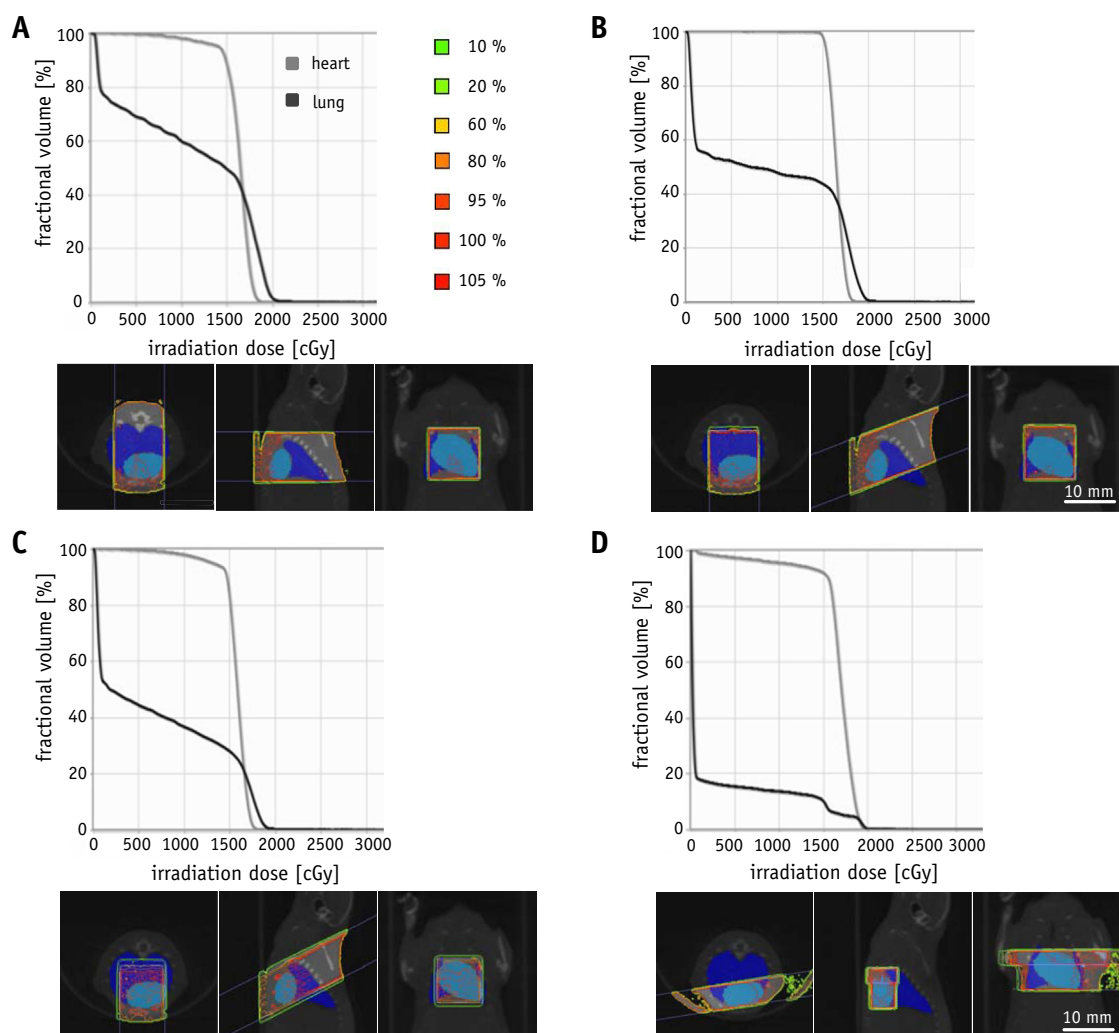 A
fractional volume [%]
100
80
60
40
20
0
0 500 1000 1500 2000 2500 3000
irradiation dose [cGy]
heart
lung
10 %
20 %
60 %
80 %
95 %
100 %
105 %
B
fractional volume [%]
100
80
60
40
20
0
0 500 1000 1500 2000 2500 3000
irradiation dose [cGy]
10 mm
C
fractional volume [%]
100
80
60
40
20
0
0 500 1000 1500 2000 2500 3000
irradiation dose [cGy]
D
fractional volume [%]
100
80
60
40
20
0
0 500 1000 1500 2000 2500 3000
irradiation dose [cGy]
10 mm